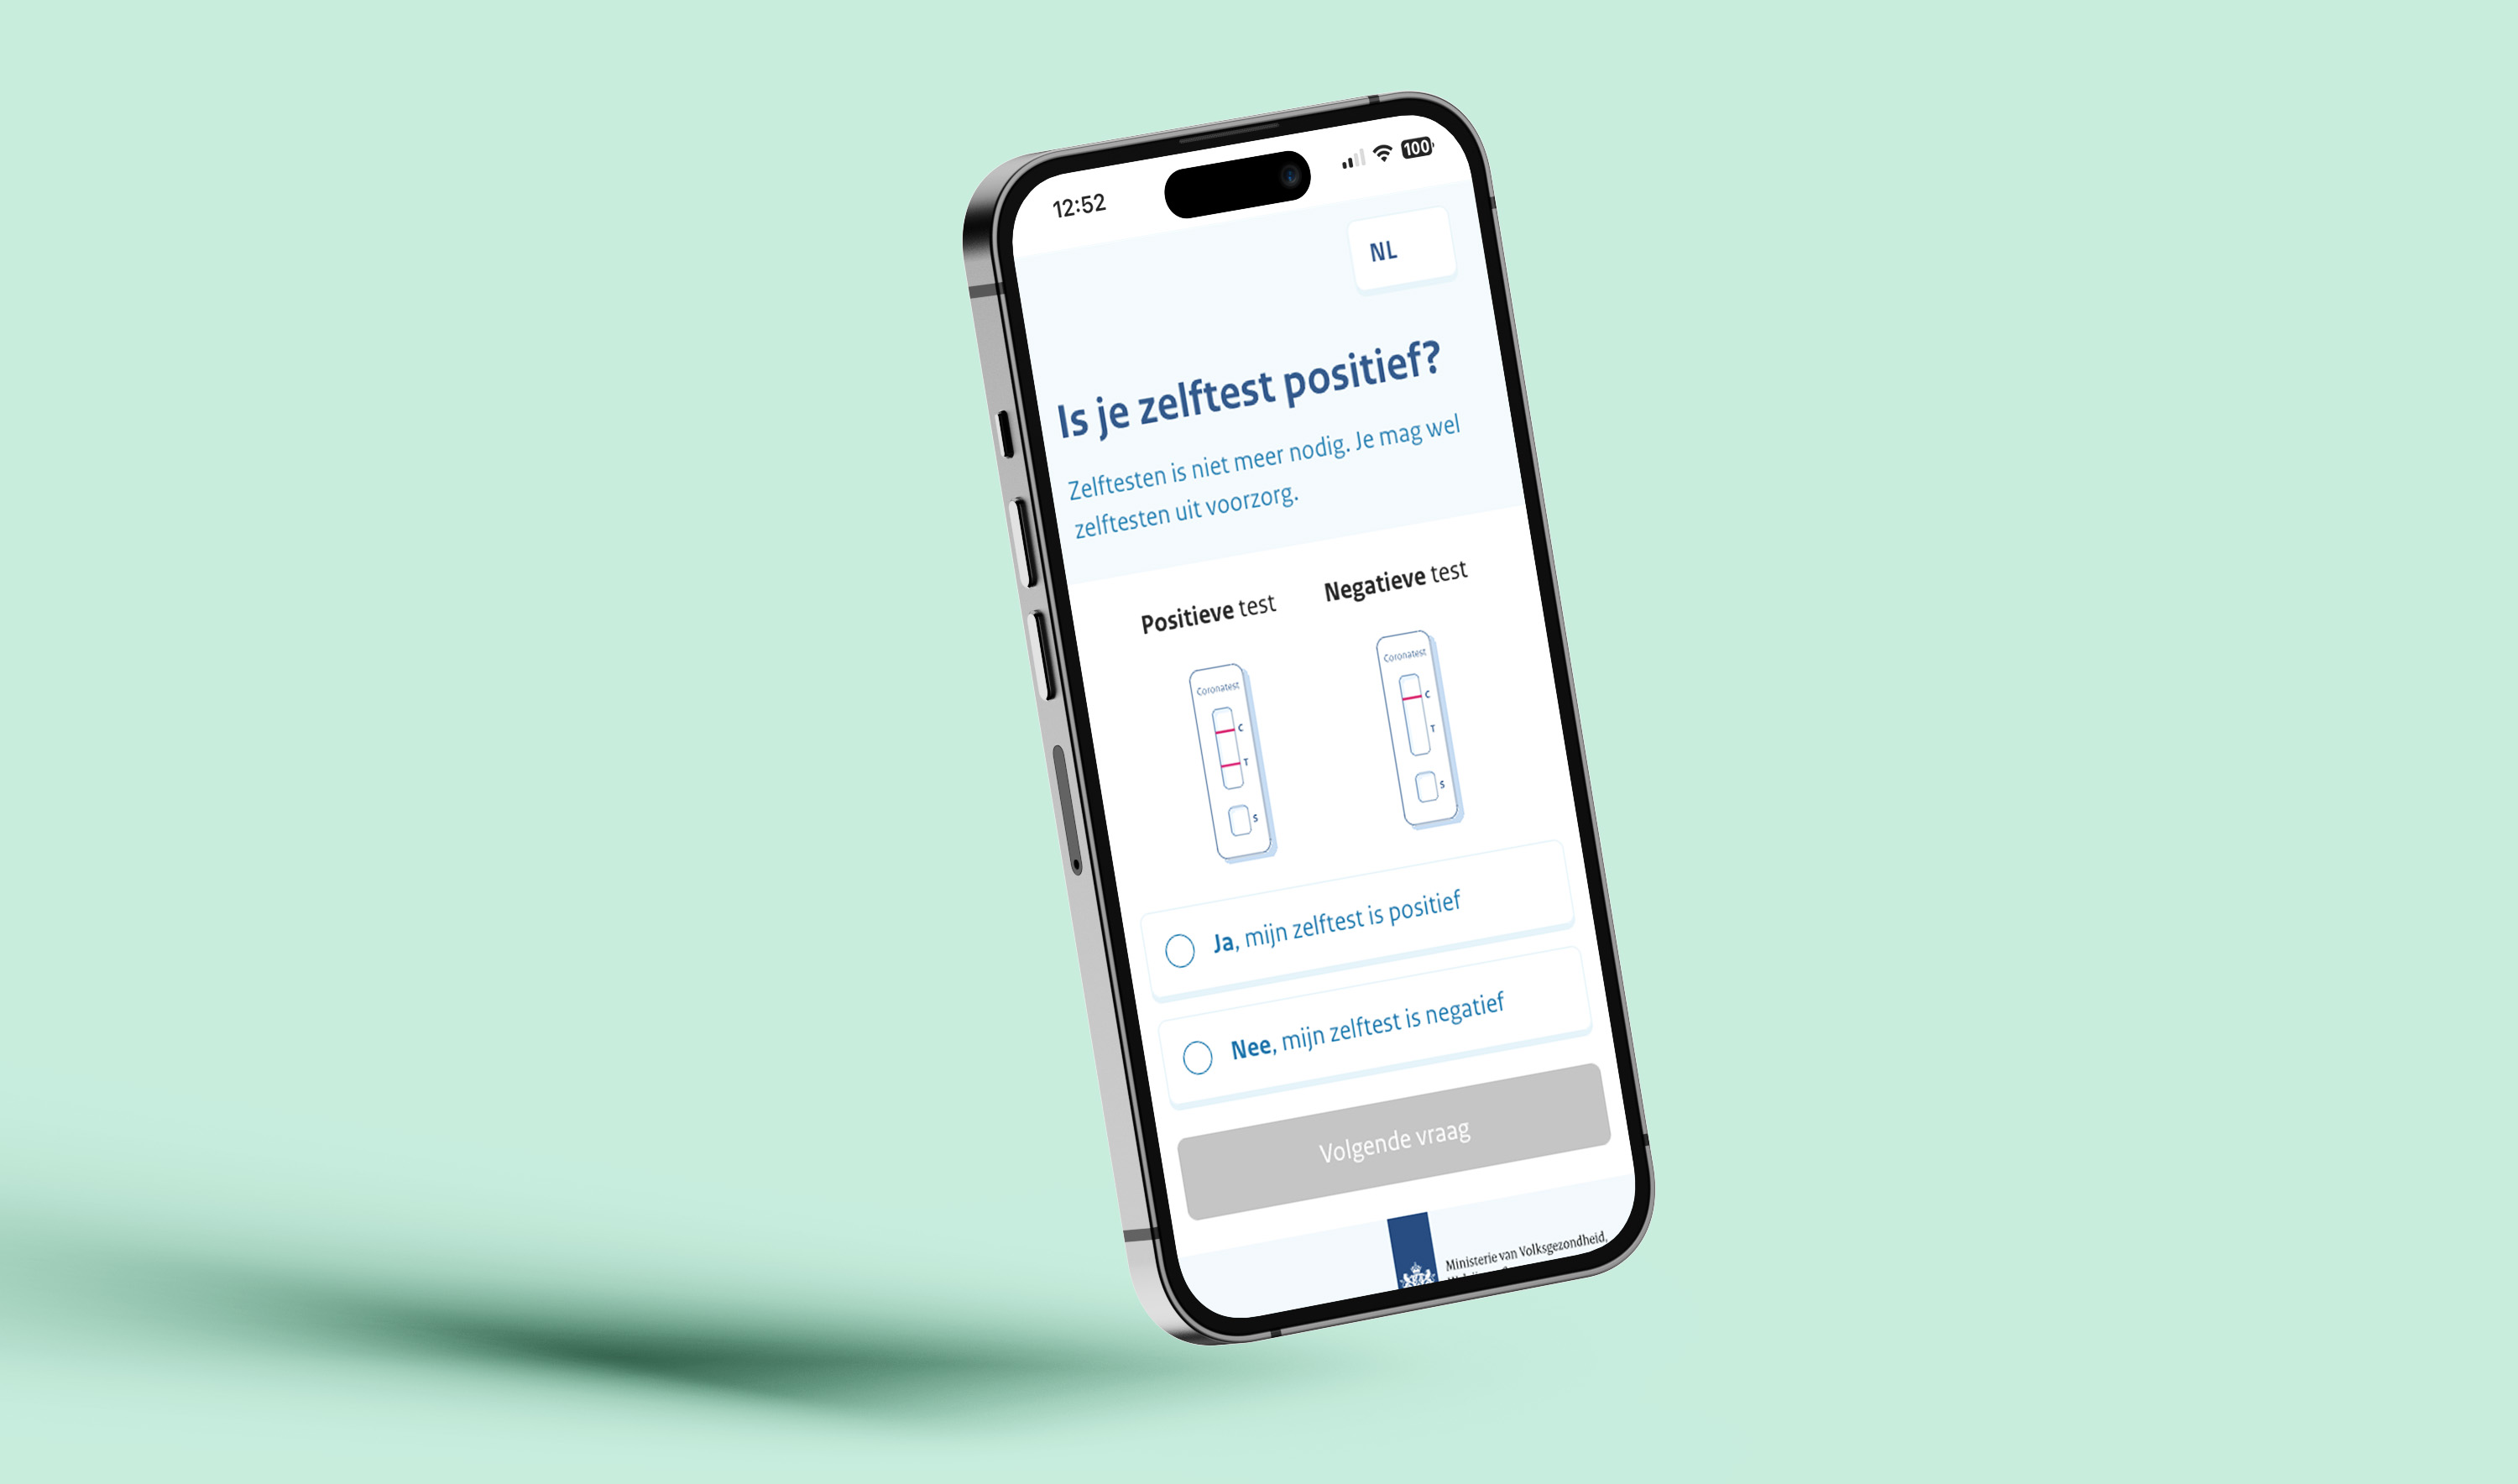 12:52
100
NL
Is je zelftest positief?
Zelftesten is niet meer nodig. Je mag wel
zelftesten uit voorzorg.
Positieve test
Negatieve test
Coronatest
C
T
S
Coronatest
C
T
S
Ja, mijn zelftest is positief
Nee, mijn zelftest is negatief
Volgende vraag
Ministerie van Volksgezondheid,